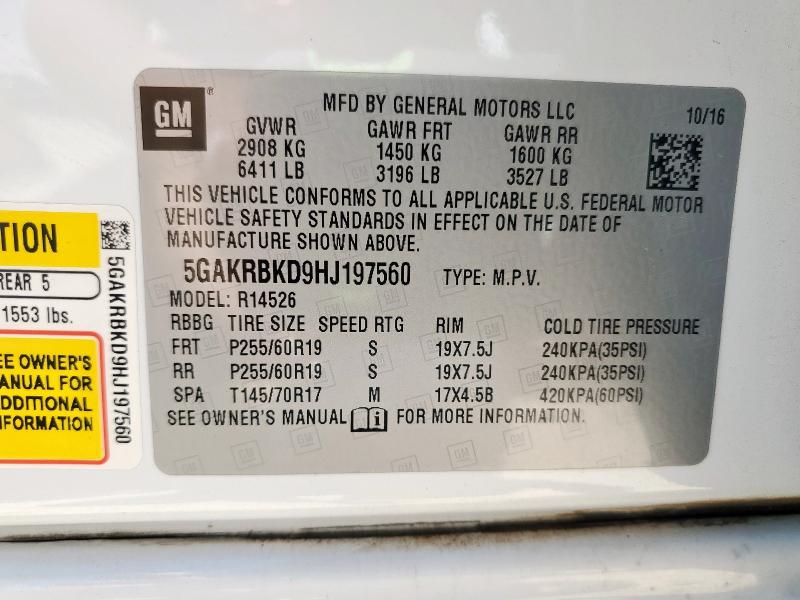 GM®
MFD BY GENERAL MOTORS LLC 10/16
GVWR GAWR FRT GAWR RR
2908 KG 1450 KG 1600 KG
6411 LB 3196 LB 3527 LB
THIS VEHICLE CONFORMS TO ALL APPLICABLE U.S. FEDERAL MOTOR
VEHICLE SAFETY STANDARDS IN EFFECT ON THE DATE OF
MANUFACTURE SHOWN ABOVE.
5GAKRBKD9HJ197560 TYPE: M.P.V.
MODEL: R14526
RBBG TIRE SIZE SPEED RTG RIM COLD TIRE PRESSURE
FRT P255/60R19 S 19X7.5J 240KPA(35PSI)
RR P255/60R19 S 19X7.5J 240KPA(35PSI)
SPA T145/70R17 M 17X4.5B 420KPA(60PSI)
SEE OWNER'S MANUAL FOR MORE INFORMATION.
TION
REAR 5
1553 lbs.
EE OWNER'S
MANUAL FOR
DDITIONAL
FORMATION
5GAKRBKD9HJ197560